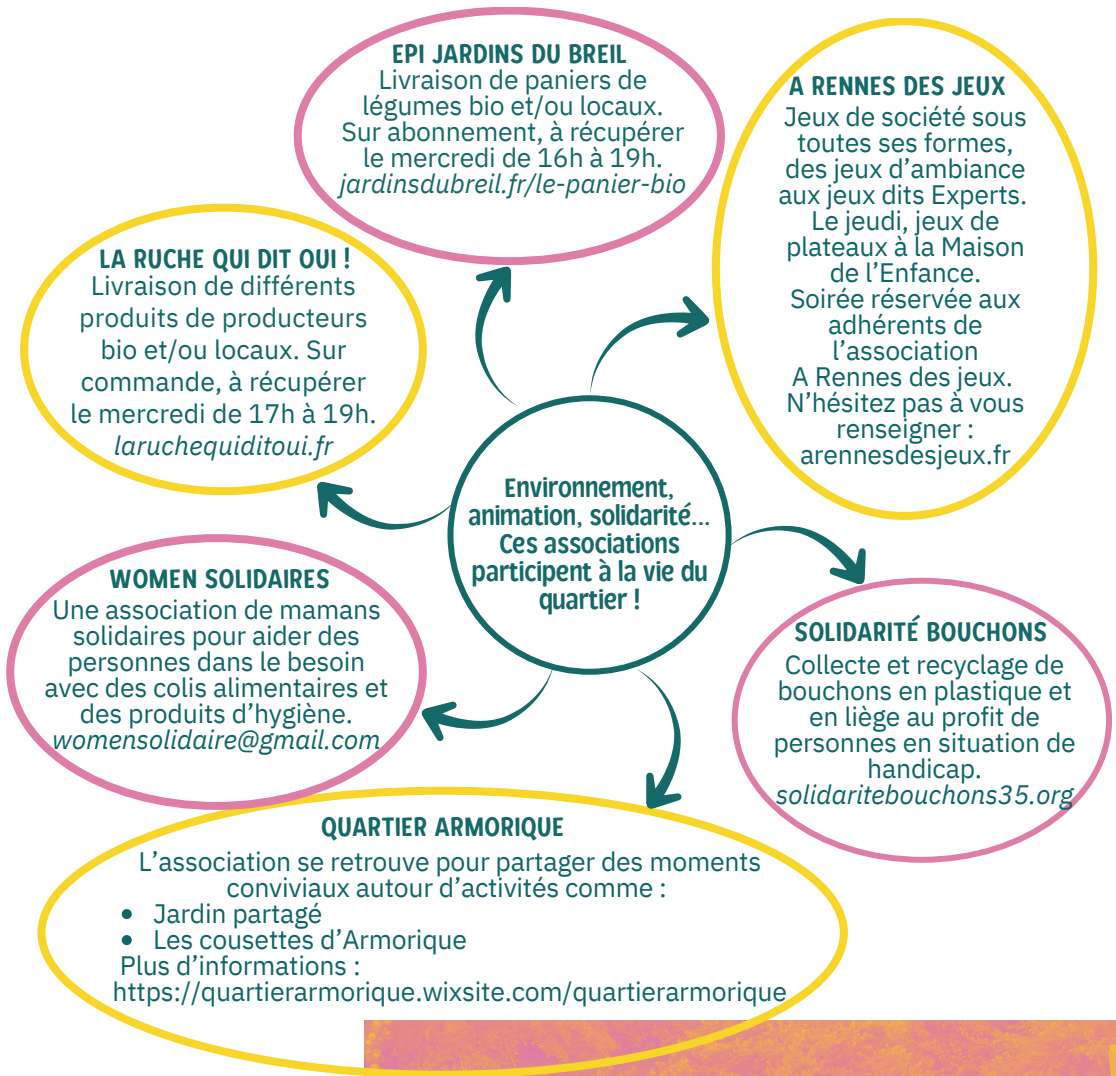 EPI JARDINS DU BREIL
Livraison de paniers de
légumes bio et/ou locaux.
Sur abonnement, à récupérer
le mercredi de 16h à 19h.
jardinsdubreil.fr/le-panier-bio
A RENNES DES JEUX
Jeux de société sous
toutes ses formes,
des jeux d’ambiance
aux jeux dits Experts.
Le jeudi, jeux de
plateaux à la Maison
de l’Enfance.
Soirée réservée aux
adhérents de
l’association
A Rennes des jeux.
N’hésitez pas à vous
renseigner :
arennesdesjeux.fr
LA RUCHE QUI DIT OUI !
Livraison de différents
produits de producteurs
bio et/ou locaux. Sur
commande, à récupérer
le mercredi de 17h à 19h.
laruchequiditoui.fr
Environnement,
animation, solidarité...
Ces associations
participent à la vie du
quartier !
WOMEN SOLIDAIRES
Une association de mamans
solidaires pour aider des
personnes dans le besoin
avec des colis alimentaires et
des produits d’hygiène.
womensolidaire@gmail.com
SOLIDARITÉ BOUCHONS
Collecte et recyclage de
bouchons en plastique et
en liège au profit de
personnes en situation de
handicap.
solidaritebouchons35.org
QUARTIER ARMORIQUE
L’association se retrouve pour partager des moments
conviviaux autour d’activités comme :
• Jardin partagé
• Les cousettes d’Armorique
Plus d’informations :
https://quartierarmorique.wixsite.com/quartierarmorique